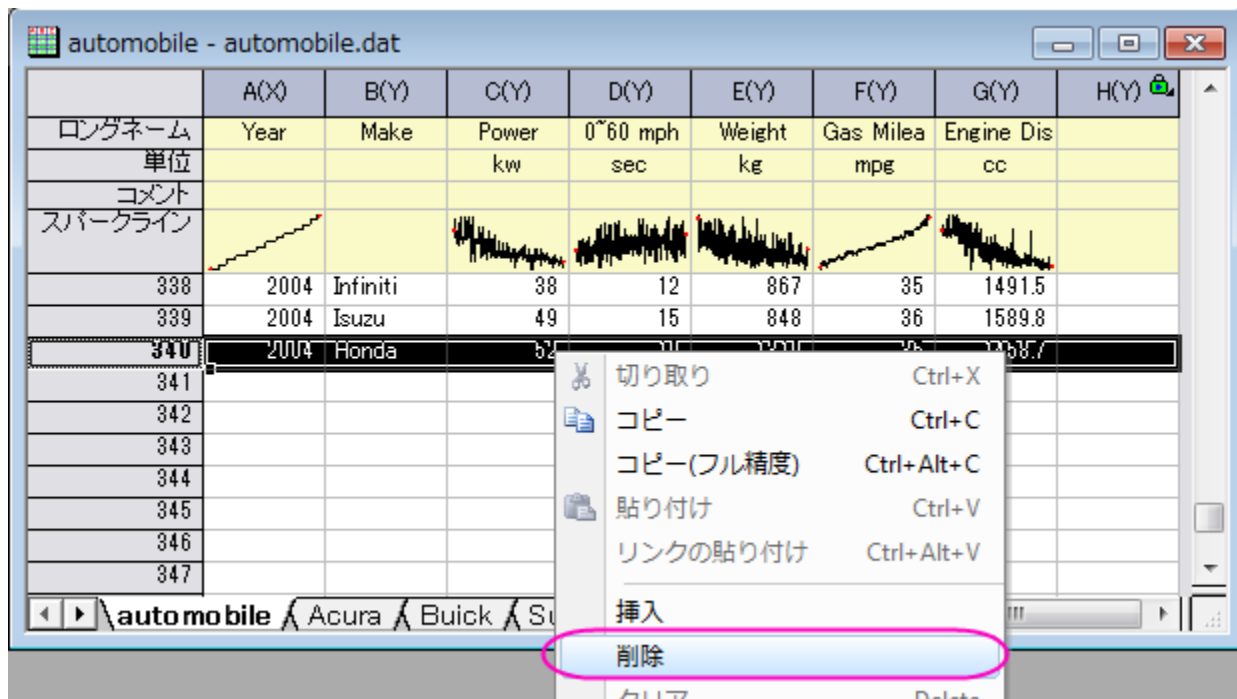 automobile - automobile.dat
A(X) B(Y) C(Y) D(Y) E(Y) F(Y) G(Y) H(Y)
ロングネーム Year Make Power 0~60 mph Weight Gas Milea Engine Dis
単位 kw sec kg mpg cc
コメント
スパークライン
338 2004 Infiniti 38 12 867 35 1491.5
339 2004 Isuzu 49 15 848 36 1589.8
340 2004 Honda
341
342
343
344
345
346
347
automobile Acura Buick Su
切り取り Ctrl+X
コピー Ctrl+C
コピー(フル精度) Ctrl+Alt+C
貼り付け Ctrl+V
リンクの貼り付け Ctrl+Alt+V
挿入
削除
クリア Delete